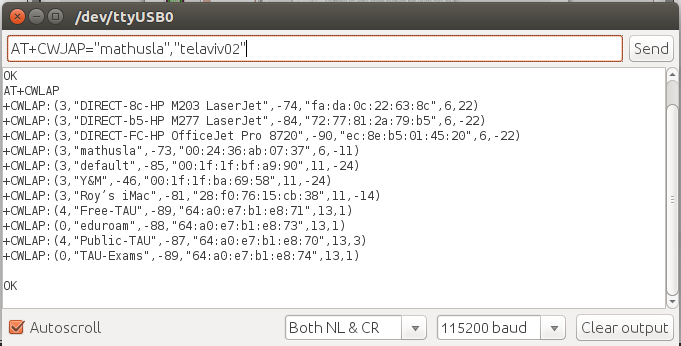 /dev/ttyUSB0
AT+CWJAP="mathusla","telaviv02"
Send
OK
AT+CWLAP
+CWLAP:(3,"DIRECT-8c-HP M203 LaserJet",-74,"fa:da:0c:22:63:8c",6,22)
+CWLAP:(3,"DIRECT-b5-HP M277 LaserJet",-84,"72:77:81:2a:79:b5",6,-22)
+CWLAP:(3,"DIRECT-FC-HP OfficeJet Pro 8720",-90,"ec:8e:b5:01:45:20",6,-22)
+CWLAP:(3,"mathusla",-73,"00:24:36:ab:07:37",6,-11)
+CWLAP:(3,"default",-85,"00:1f:1f:bf:a9:90",11,-24)
+CWLAP:(3,"Y&M",-46,"00:1f:1f:ba:69:58",11,-24)
+CWLAP:(3,"Roy’s iMac",-81,"28:f0:76:15:cb:38",11,-14)
+CWLAP:(4,"Free-TAU",-89,"64:a0:e7:b1:e8:71",13,1)
+CWLAP:(0,"eduroam",-88,"64:a0:e7:b1:e8:73",13,1)
+CWLAP:(4,"Public-TAU",-87,"64:a0:e7:b1:e8:70",13,3)
+CWLAP:(0,"TAU-Exams",-89,"64:a0:e7:b1:e8:74",13,1)
OK
Autoscroll
Both NL & CR
115200 baud
Clear output